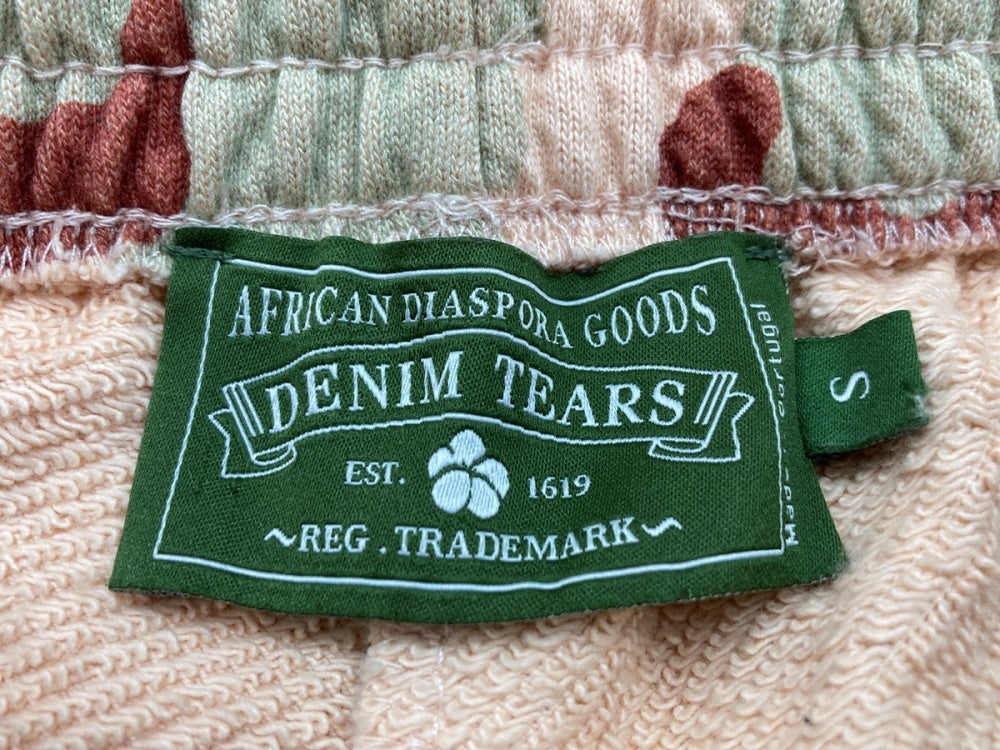 AFRICAN DIASPORA GOODS
DENIM TEARS
EST. 1619
~REG . TRADEMARK~
S